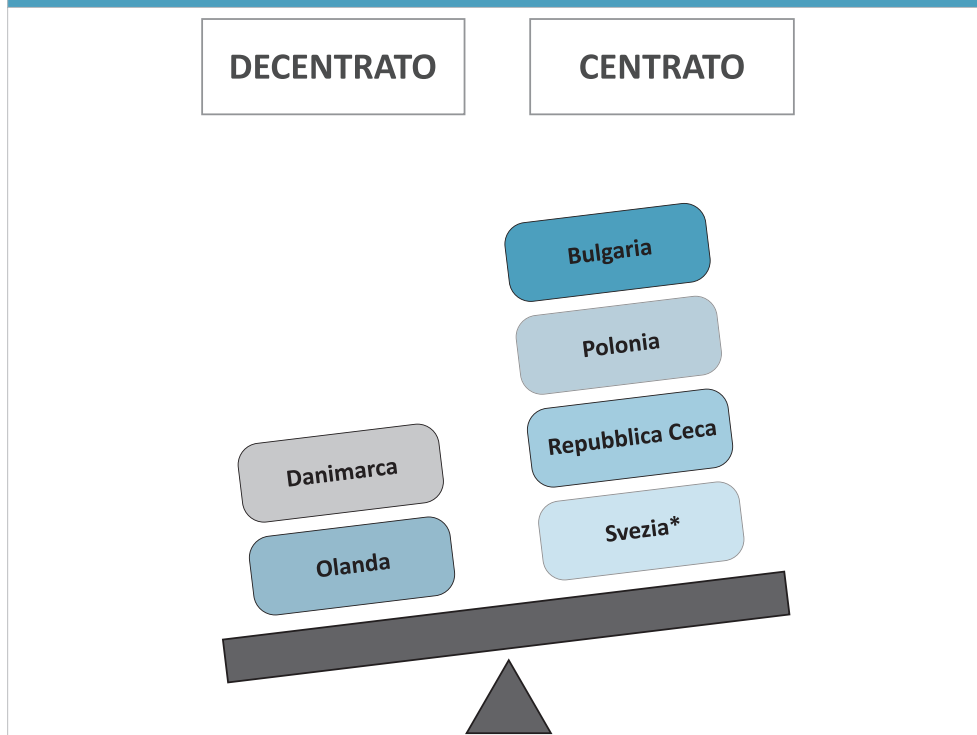 DECENTRATO
CENTRATO
Bulgaria
Polonia
Repubblica Ceca
Svezia*
Danimarca
Olanda